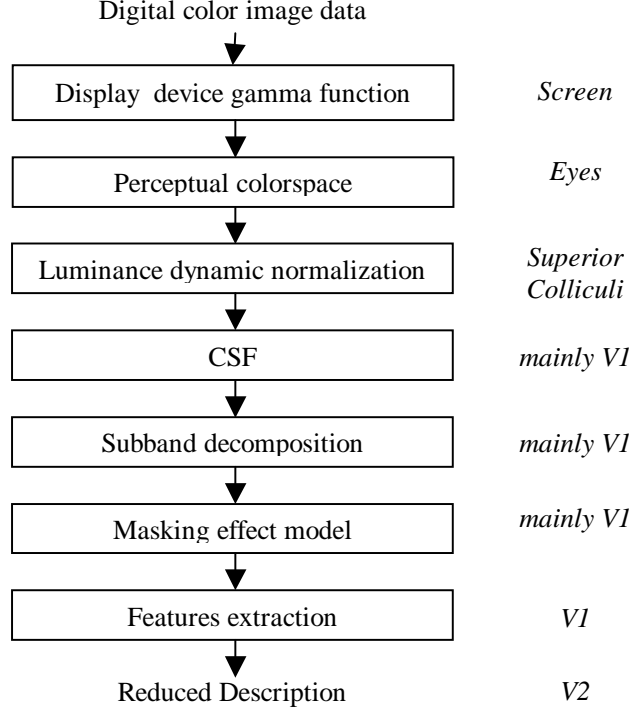 Digital color image data
Display device gamma function
Screen
Perceptual colorspace
Eyes
Luminance dynamic normalization
Superior
Colliculi
CSF
mainly V1
Subband decomposition
mainly V1
Masking effect model
mainly V1
Features extraction
V1
Reduced Description
V2